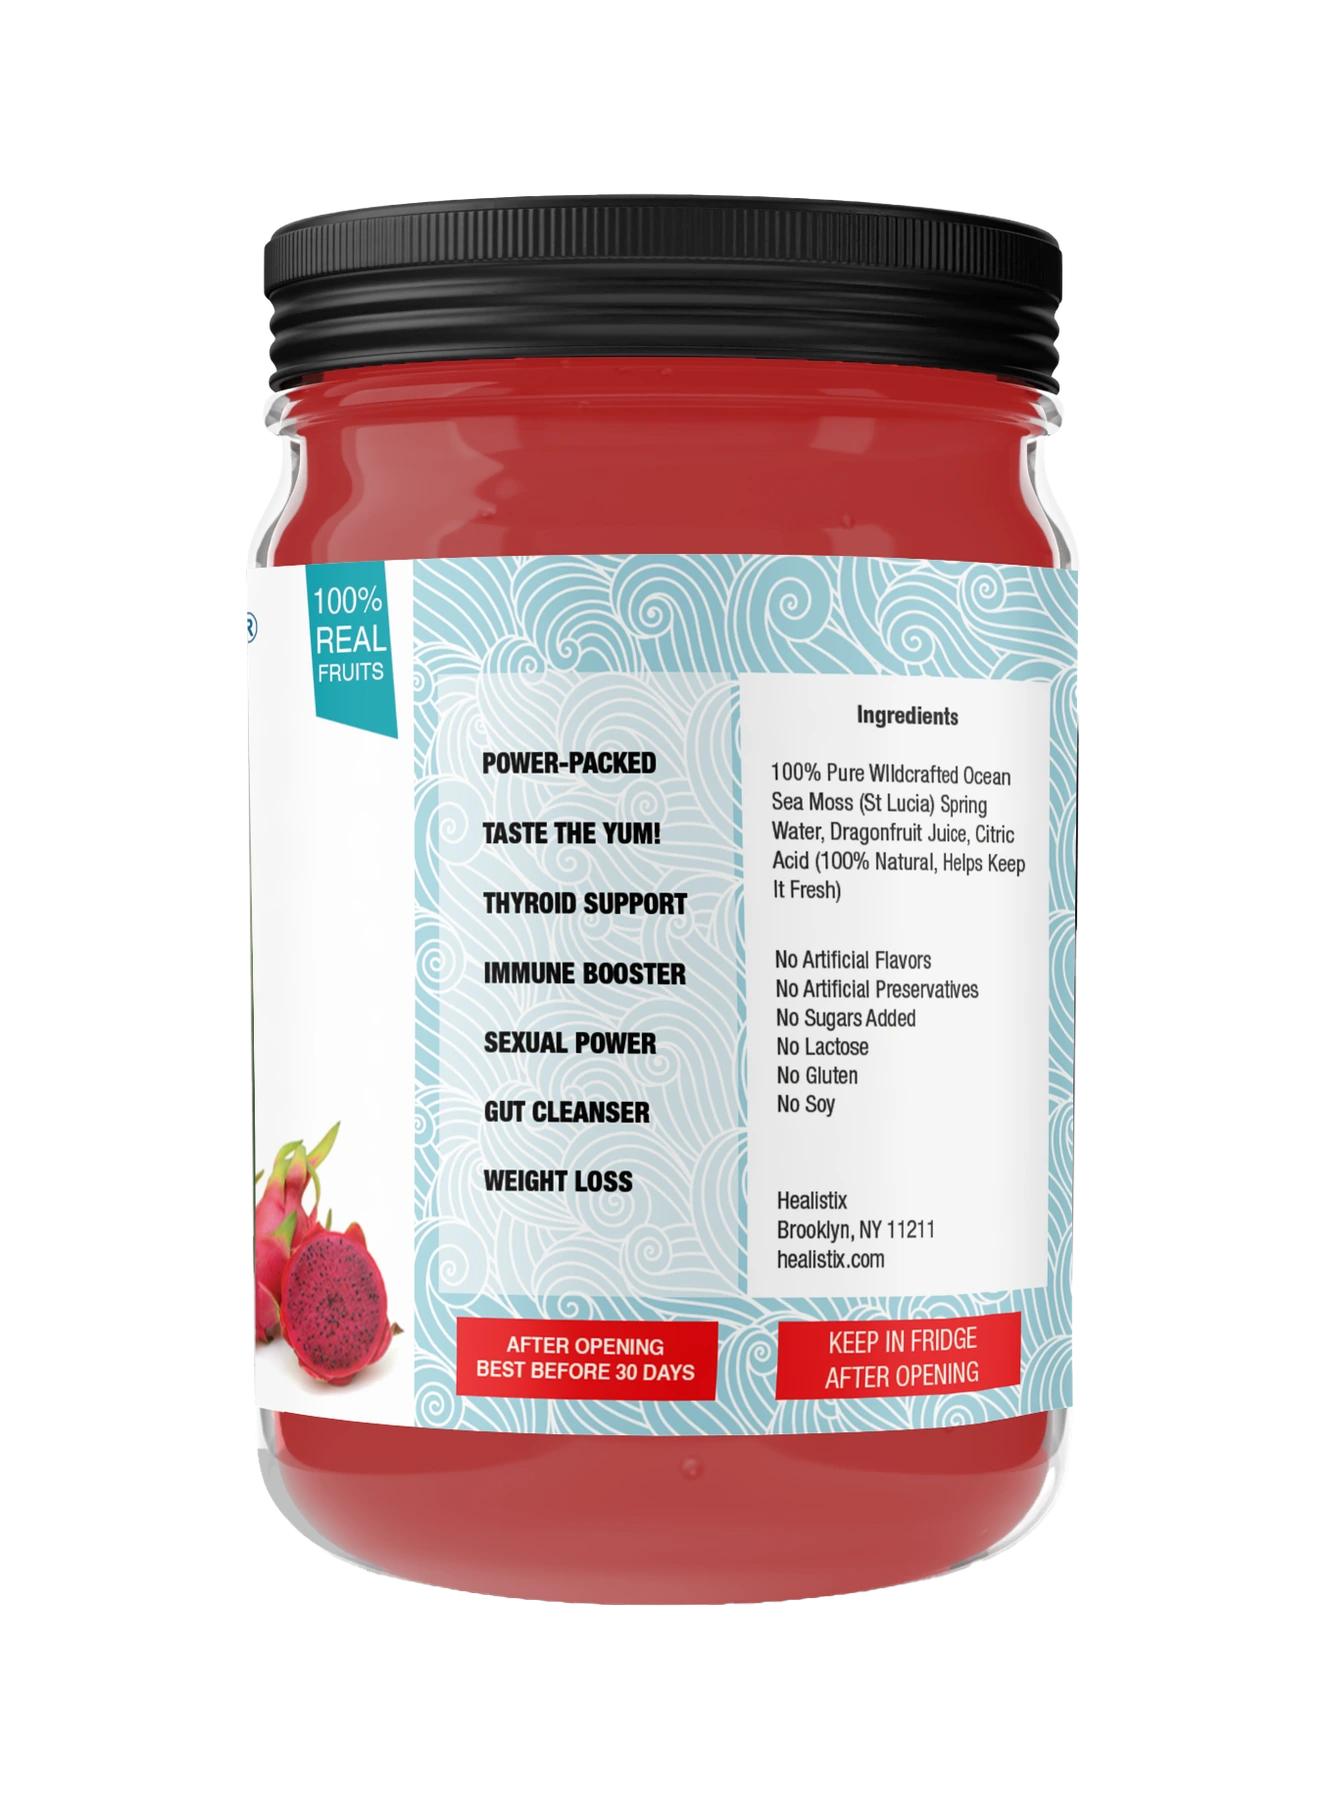 ®
100%
REAL
FRUITS
POWER-PACKED
TASTE THE YUM!
THYROID SUPPORT
IMMUNE BOOSTER
SEXUAL POWER
GUT CLEANSER
WEIGHT LOSS
AFTER OPENING
BEST BEFORE 30 DAYS
Ingredients
100% Pure WIldcrafted Ocean
Sea Moss (St Lucia) Spring
Water, Dragonfruit Juice, Citric
Acid (100% Natural, Helps Keep
It Fresh)
No Artificial Flavors
No Artificial Preservatives
No Sugars Added
No Lactose
No Gluten
No Soy
Healistix
Brooklyn, NY 11211
healistix.com
KEEP IN FRIDGE
AFTER OPENING